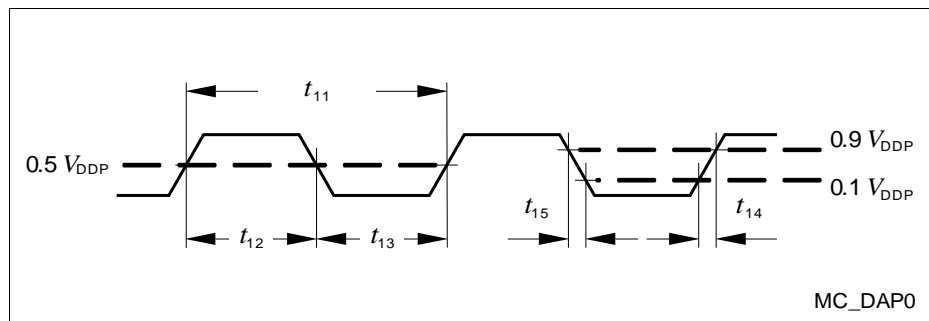 t11
0.5 VDDP
0.9 VDDP
0.1 VDDP
t15
t14
t12
t13
MC_DAP0